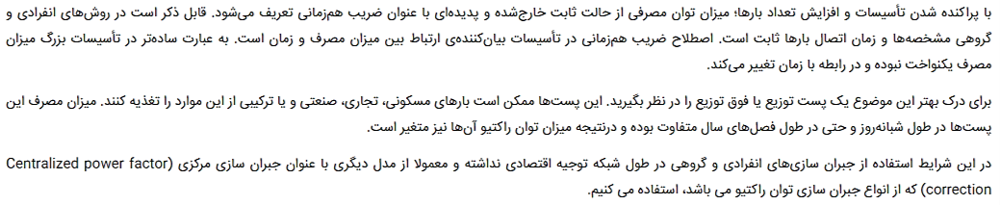 با پراکنده شدن تأسیسات و افزایش تعداد بارها؛ میزان توان مصرفی از حالت ثابت خارج‌شده و پدیده‌ای با عنوان ضریب هم‌زمانی تعریف می‌شود. قابل ذکر است در روش‌های انفرادی و
گروهی مشخصه‌ها و زمان اتصال بارها ثابت است. اصطلاح ضریب هم‌زمانی در تأسیسات بیان‌کننده‌ی ارتباط بین میزان مصرف و زمان است. به عبارت ساده‌تر در تأسیسات بزرگ میزان
مصرف یکنواخت نبوده و در رابطه با زمان تغییر می‌کند.
برای درک بهتر این موضوع یک پست توزیع یا فوق توزیع را در نظر بگیرید. این پست‌ها ممکن است بارهای مسکونی، تجاری، صنعتی و یا ترکیبی از این موارد را تغذیه کنند. میزان مصرف این
پست‌ها در طول شبانه‌روز و حتی در طول فصل‌های سال متفاوت بوده و درنتیجه میزان توان راکتیو آن‌ها نیز متغیر است.
در این شرایط استفاده از جبران سازی‌های انفرادی و گروهی در طول شبکه توجیه اقتصادی نداشته و معمولا از مدل دیگری با عنوان جبران سازی مرکزی (Centralized power factor
correction) که از انواع جبران سازی توان راکتیو می باشد، استفاده می کنیم.